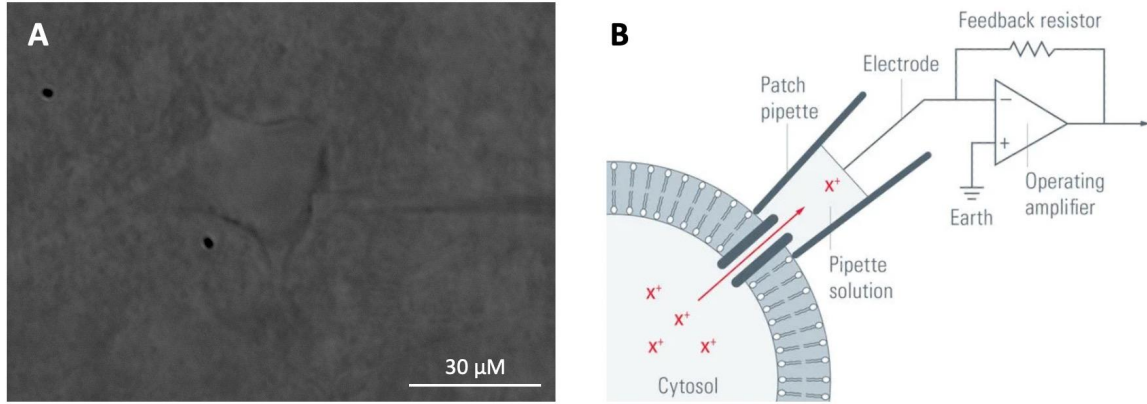 A
30 µM
B
Feedback resistor
Electrode
Patch
pipette
−
+
X⁺
Operating
amplifier
Earth
Pipette
solution
X⁺
X⁺
X⁺
X⁺
Cytosol